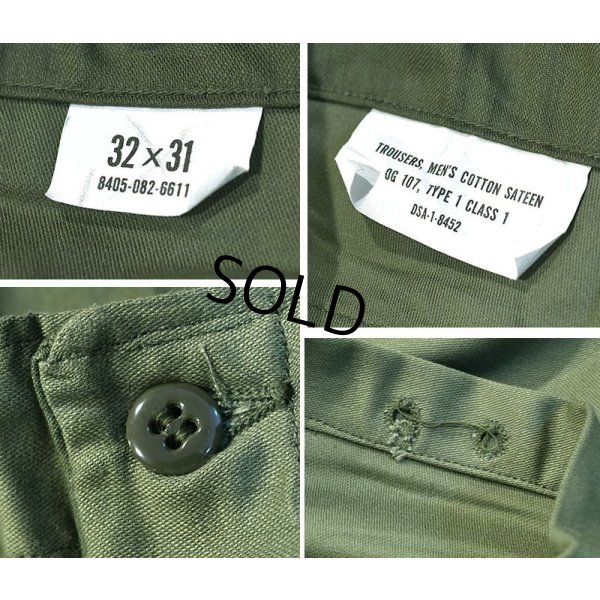 32 × 31
8405-082-6611
TROUSERS, MEN'S COTTON SATEEN
OG 107, TYPE 1 CLASS 1
DSA-1-8452
SOLD